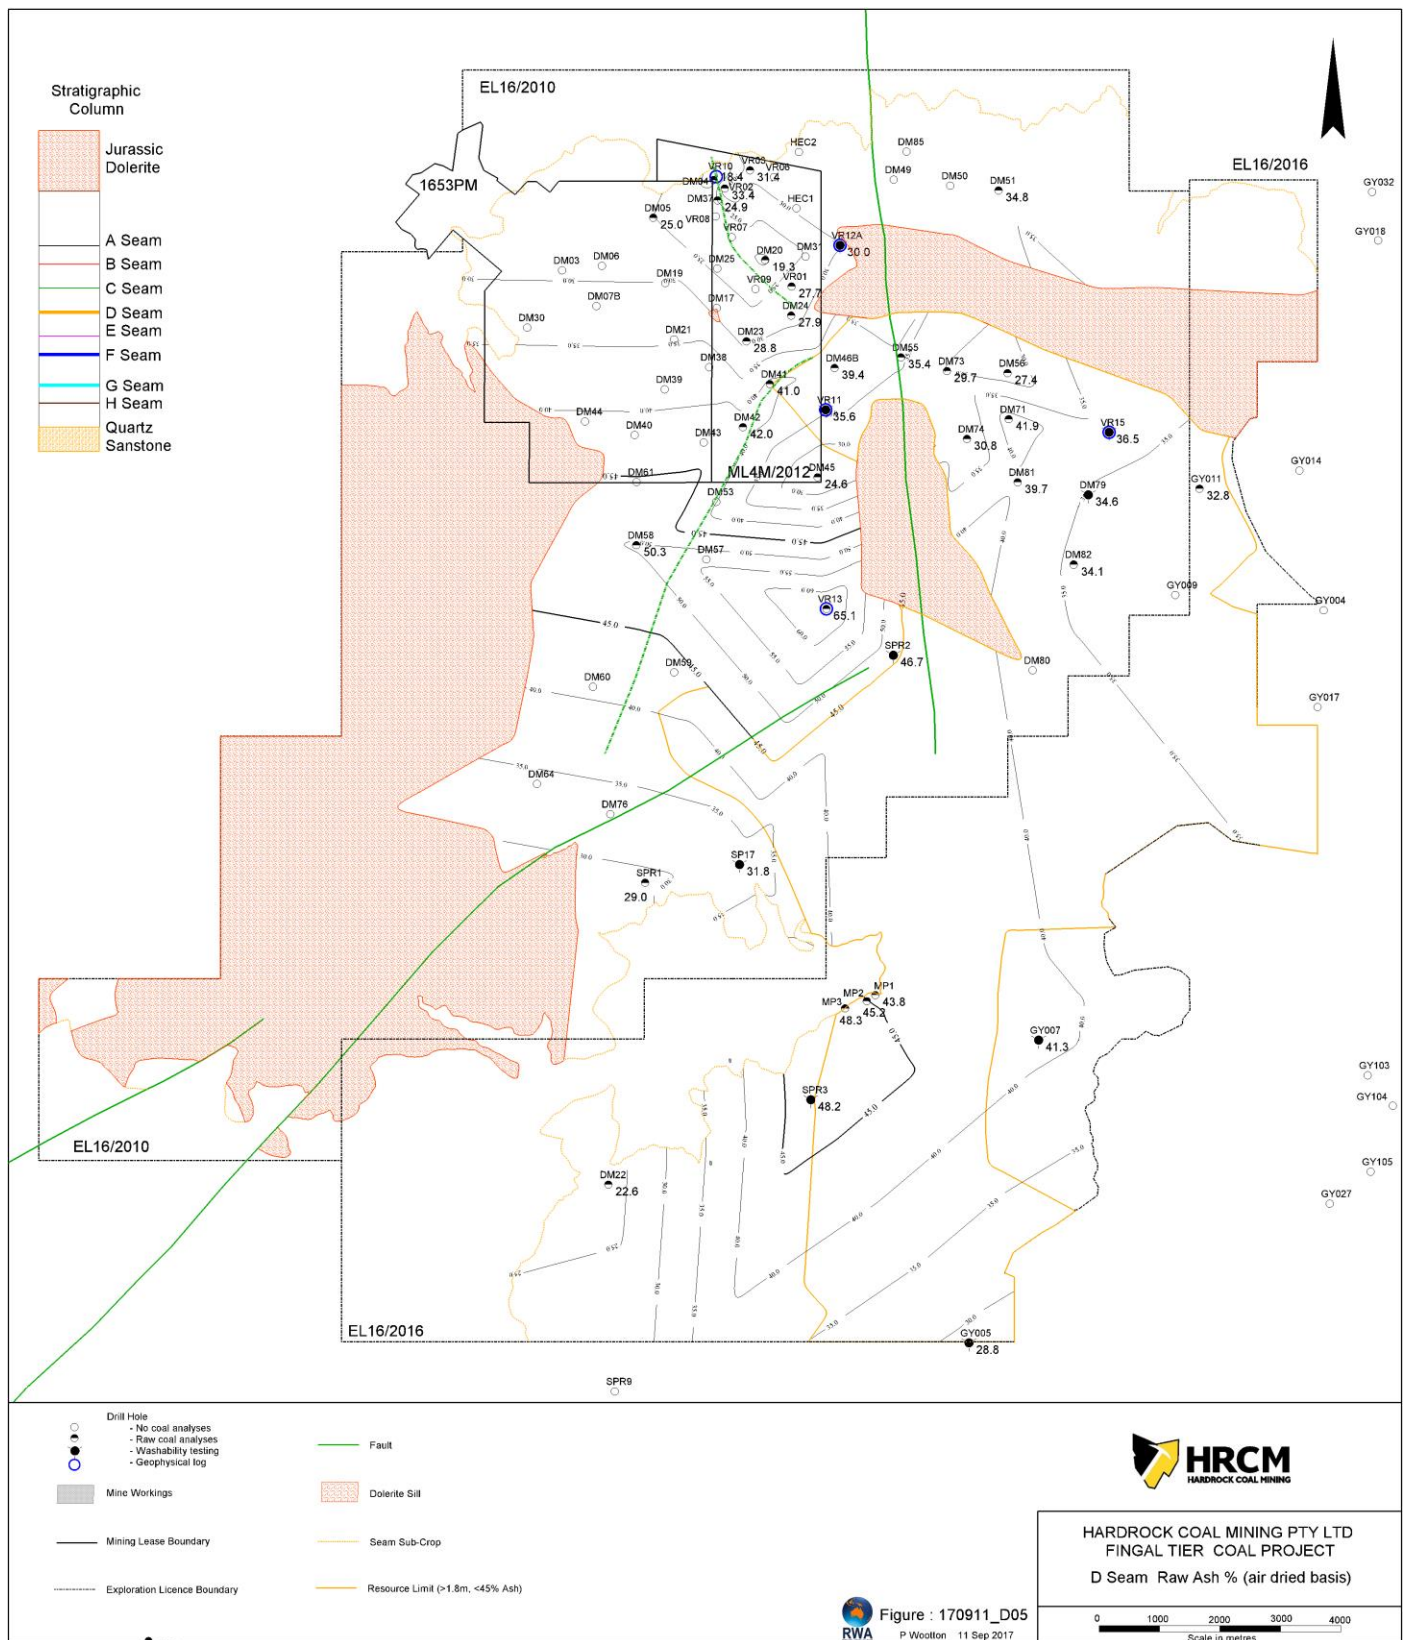 Stratigraphic
Column
Jurassic
Dolerite
A Seam
B Seam
C Seam
D Seam
E Seam
F Seam
G Seam
H Seam
Quartz
Sanstone
EL16/2010
1653PM
EL16/2016
HEC2
DM85
VR10
18.4
VR03
31.4
VR06
DM49
DM50
DM51
34.8
GY032
DM04
VR02
33.4
DM37
24.9
DM05
25.0
VR08
HEC1
GY018
VR07
VR12A
30.0
DM20
19.3
DM31
DM03
DM06
DM25
DM19
VR09
VR01
27.7
DM07B
DM17
DM24
27.9
DM30
DM21
DM23
28.8
DM38
DM46B
39.4
DM55
35.4
DM73
29.7
DM56
27.4
DM39
DM41
41.0
VR11
35.6
DM44
DM40
DM43
DM42
42.0
DM71
41.9
DM74
30.8
VR15
36.5
DM61
ML4M/2012
DM45
24.6
DM81
39.7
DM79
34.6
GY011
32.8
GY014
DM53
DM58
50.3
DM57
DM82
34.1
GY009
GY004
VR13
65.1
45.0
SPR2
46.7
DM59
DM60
DM80
GY017
DM64
DM76
SP17
31.8
SPR1
29.0
MP1
43.8
MP2
45.2
MP3
48.3
GY007
41.3
SPR3
48.2
GY103
GY104
EL16/2010
DM22
22.6
GY105
GY027
EL16/2016
GY005
28.8
SPR9
Drill Hole
- No coal analyses
- Raw coal analyses
- Washability testing
- Geophysical log
Mine Workings
Mining Lease Boundary
Exploration Licence Boundary
Fault
Dolerite Sill
Seam Sub-Crop
Resource Limit (>1.8m, <45% Ash)
HRCM
HARDROCK COAL MINING
HARDROCK COAL MINING PTY LTD
FINGAL TIER COAL PROJECT
D Seam Raw Ash % (air dried basis)
RWA
Figure : 170911_D05
P Wootton 11 Sep 2017
0 1000 2000 3000 4000
Scale in metres